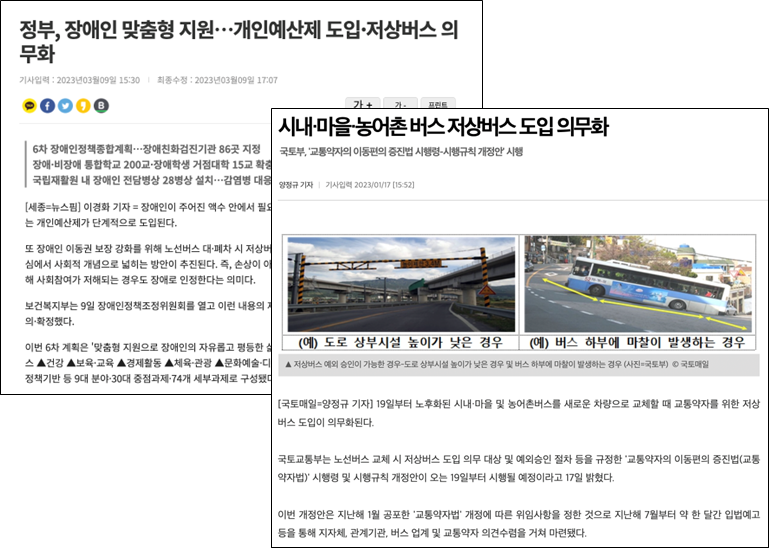 정부, 장애인 맞춤형 지원…개인예산제 도입·저상버스 의
무화
기사입력 : 2023년03월09일 15:30 최종수정 : 2023년03월09일 17:07
가 +
가 -
프린트
6차 장애인정책종합계획…장애친화검진기관 86곳 지정
장애·비장애 통합학교 200교·장애학생 거점대학 15교 확충
국립재활원 내 장애인 전담병상 28병상 설치…감염병 대응
[세종=뉴스핌] 이경화 기자 = 장애인이 주어진 액수 안에서 필요
는 개인예산제가 단계적으로 도입된다.
또 장애인 이동권 보장 강화를 위해 노선버스 대·폐차 시 저상버
심에서 사회적 개념으로 넓히는 방안이 추진된다. 즉, 손상이 아
해 사회참여가 저해되는 경우도 장애로 인정한다는 의미다.
보건복지부는 9일 장애인정책조정위원회를 열고 이런 내용의 제
의·확정했다.
이번 6차 계획은 '맞춤형 지원으로 장애인의 자유롭고 평등한 삶
스 ▲건강 ▲보육·교육 ▲경제활동 ▲체육·관광 ▲문화예술·디
정책기반 등 9대 분야·30대 중점과제·74개 세부과제로 구성됐다
시내·마을·농어촌 버스 저상버스 도입 의무화
국토부, '교통약자의 이동편의 증진법 시행령-시행규칙 개정안' 시행
양정규 기자 기사입력 2023/01/17 [15:52]
(예) 도로 상부시설 높이가 낮은 경우
(예) 버스 하부에 마찰이 발생하는 경우
▲ 저상버스 예외 승인이 가능한 경우-도로 상부시설 높이가 낮은 경우 및 버스 하부에 마찰이 발생하는 경우 (사진=국토부) © 국토매일
[국토매일=양정규 기자] 19일부터 노후화된 시내·마을 및 농어촌버스를 새로운 차량으로 교체할 때 교통약자를 위한 저상
버스 도입이 의무화된다.
국토교통부는 노선버스 교체 시 저상버스 도입 의무 대상 및 예외승인 절차 등을 규정한 '교통약자의 이동편의 증진법(교통
약자법)' 시행령 및 시행규칙 개정안이 오는 19일부터 시행될 예정이라고 17일 밝혔다.
이번 개정안은 지난해 1월 공포한 '교통약자법' 개정에 따른 위임사항을 정한 것으로 지난해 7월부터 약 한 달간 입법예고
등을 통해 지자체, 관계기관, 버스 업계 및 교통약자 의견수렴을 거쳐 마련됐다.